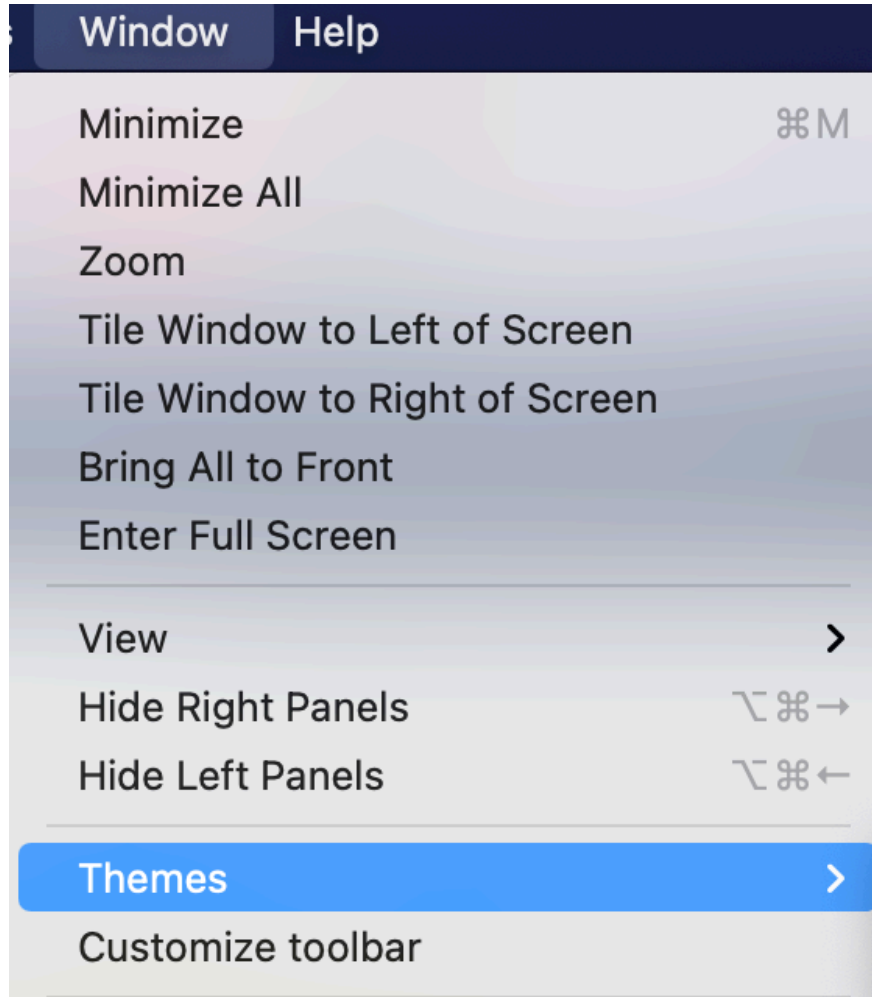 Window Help
Minimize ⌘M
Minimize All
Zoom
Tile Window to Left of Screen
Tile Window to Right of Screen
Bring All to Front
Enter Full Screen
View
Hide Right Panels ⌥⌘→
Hide Left Panels ⌥⌘←
Themes
Customize toolbar